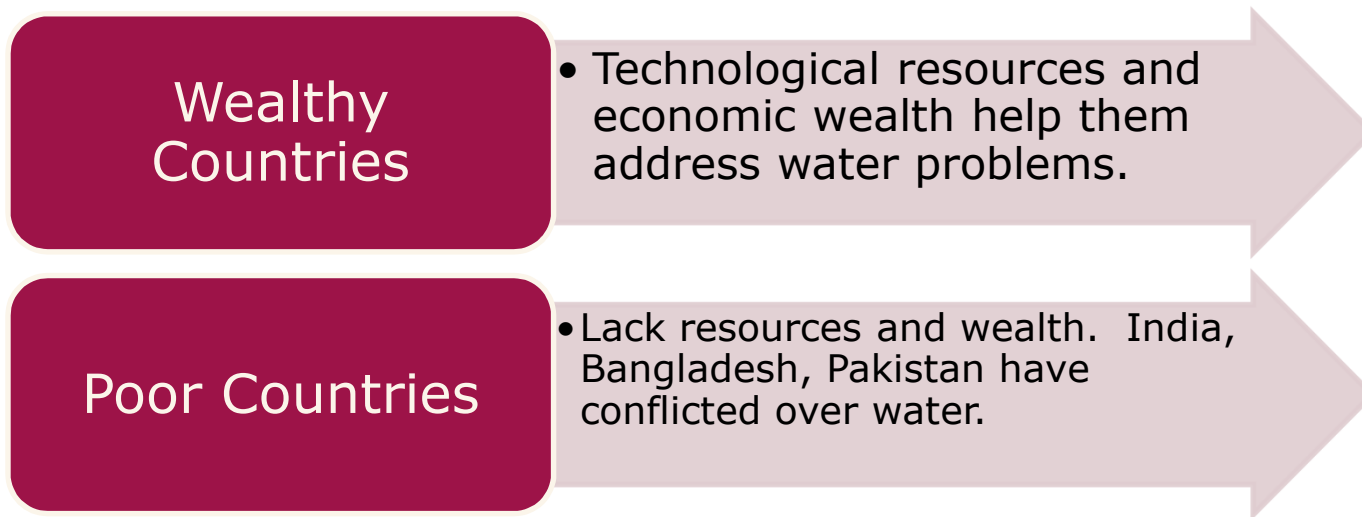 Wealthy
Countries
• Technological resources and
economic wealth help them
address water problems.
Poor Countries
•Lack resources and wealth.  India,
Bangladesh, Pakistan have
conflicted over water.